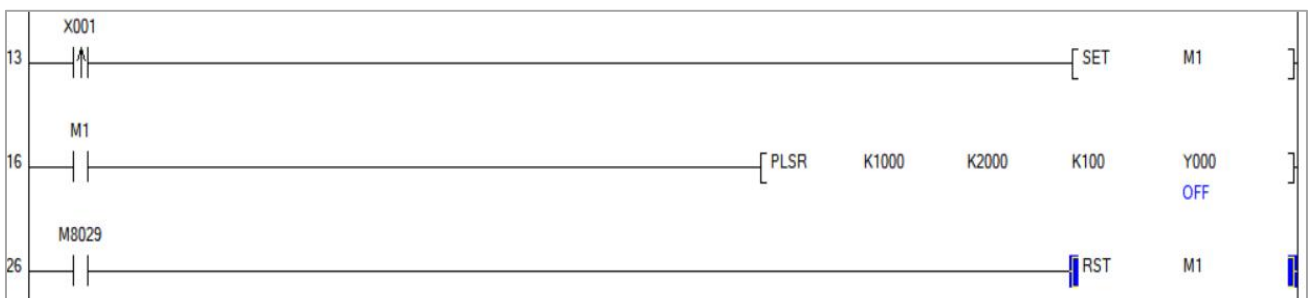 X001
13 SET M1
M1
16 PLSR K1000 K2000 K100 Y000
OFF
M8029
26 RST M1